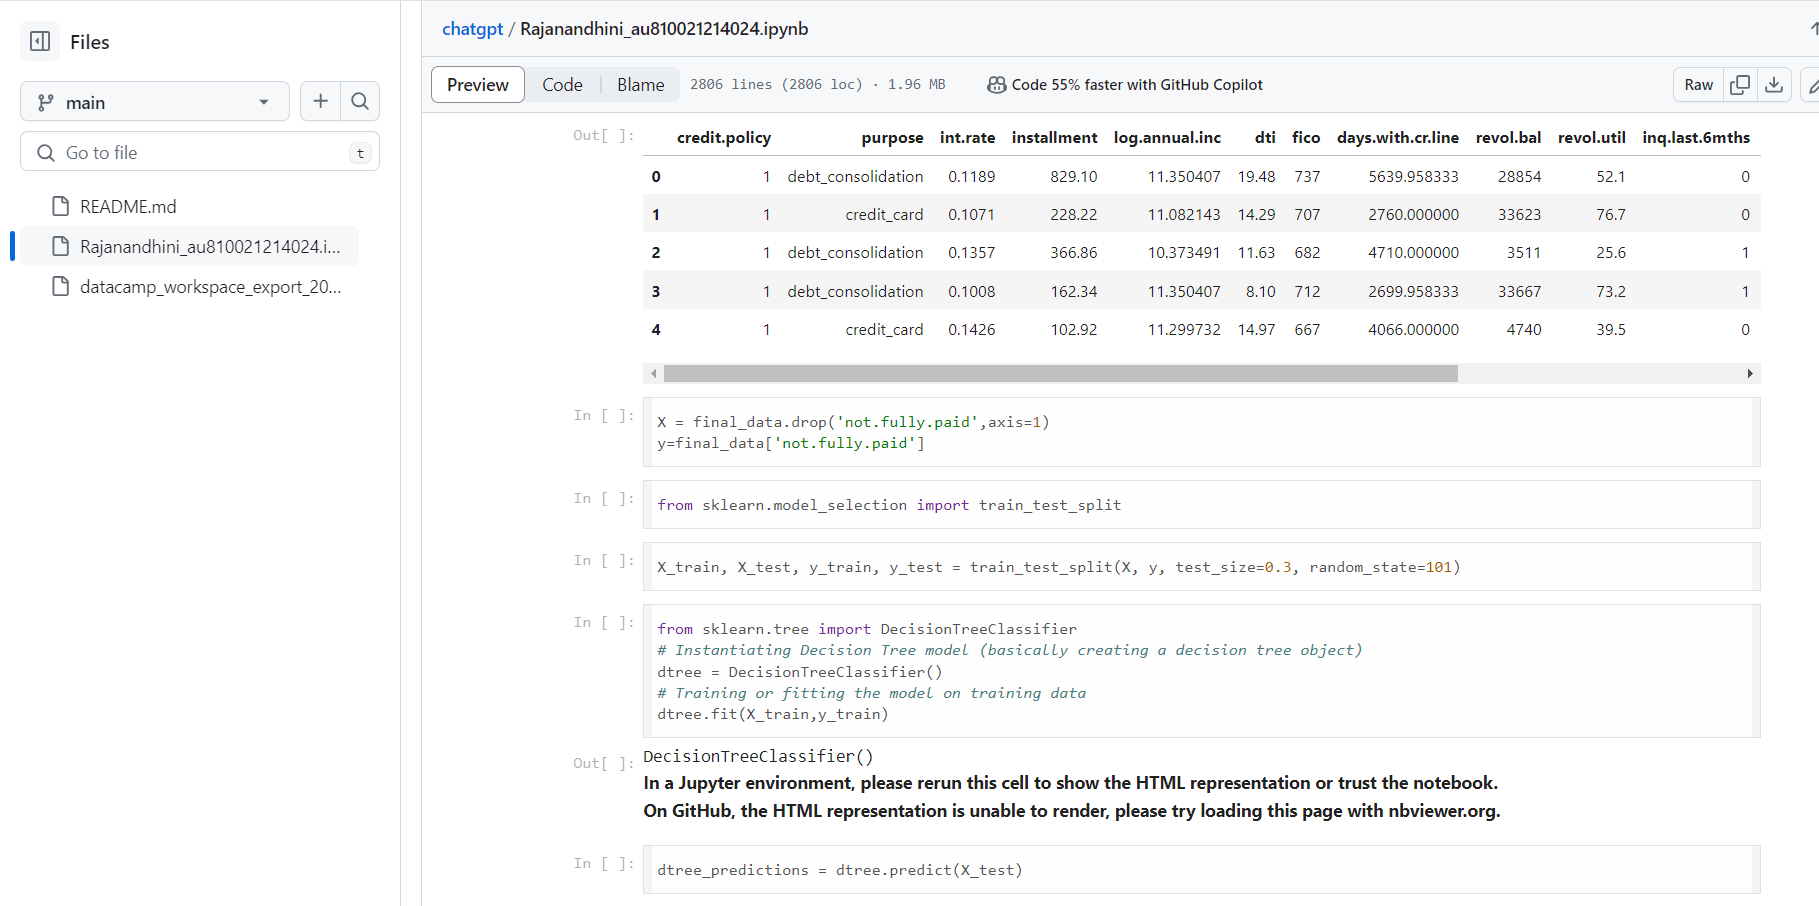 Files
main
Go to file
t
README.md
Rajanandhini_au810021214024.i...
datacamp_workspace_export_20...
chatgpt / Rajanandhini_au810021214024.ipynb
Preview Code Blame 2806 lines (2806 loc) · 1.96 MB Code 55% faster with GitHub Copilot Raw
Out[ ]: credit.policy purpose int.rate installment log.annual.inc dti fico days.with.cr.line revol.bal revol.util inq.last.6mths
0 1 debt_consolidation 0.1189 829.10 11.350407 19.48 737 5639.958333 28854 52.1 0
1 1 credit_card 0.1071 228.22 11.082143 14.29 707 2760.000000 33623 76.7 0
2 1 debt_consolidation 0.1357 366.86 10.373491 11.63 682 4710.000000 3511 25.6 1
3 1 debt_consolidation 0.1008 162.34 11.350407 8.10 712 2699.958333 33667 73.2 1
4 1 credit_card 0.1426 102.92 11.299732 14.97 667 4066.000000 4740 39.5 0
In [ ]: X = final_data.drop('not.fully.paid',axis=1)
y=final_data['not.fully.paid']
In [ ]: from sklearn.model_selection import train_test_split
In [ ]: X_train, X_test, y_train, y_test = train_test_split(X, y, test_size=0.3, random_state=101)
In [ ]: from sklearn.tree import DecisionTreeClassifier
# Instantiating Decision Tree model (basically creating a decision tree object)
dtree = DecisionTreeClassifier()
# Training or fitting the model on training data
dtree.fit(X_train,y_train)
Out[ ]: DecisionTreeClassifier()
In a Jupyter environment, please rerun this cell to show the HTML representation or trust the notebook.
On GitHub, the HTML representation is unable to render, please try loading this page with nbviewer.org.
In [ ]: dtree_predictions = dtree.predict(X_test)